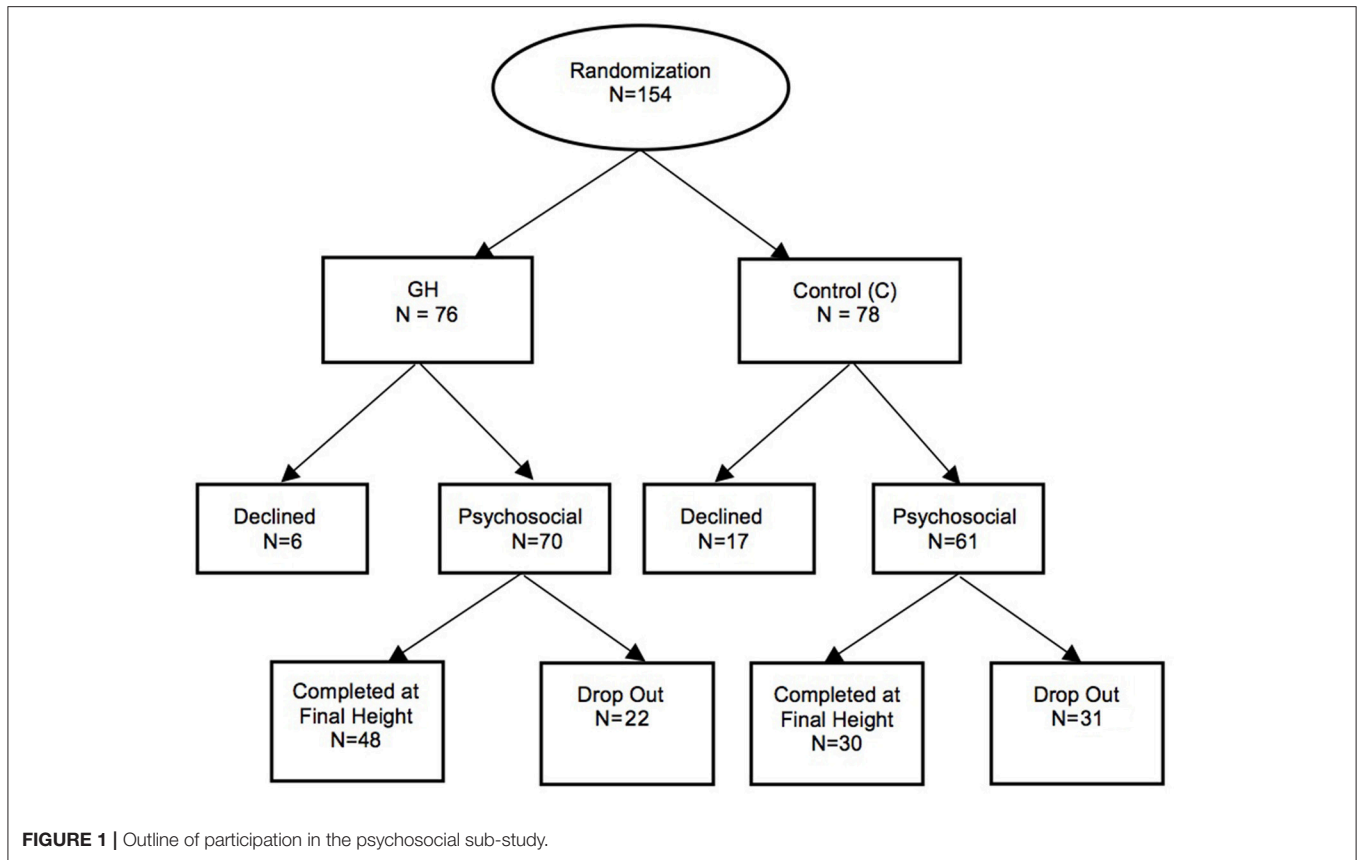 Randomization
N=154
GH
N = 76
Control (C)
N = 78
Declined
N=6
Psychosocial
N=70
Declined
N=17
Psychosocial
N=61
Completed at
Final Height
N=48
Drop Out
N=22
Completed at
Final Height
N=30
Drop Out
N=31
FIGURE 1 | Outline of participation in the psychosocial sub-study.